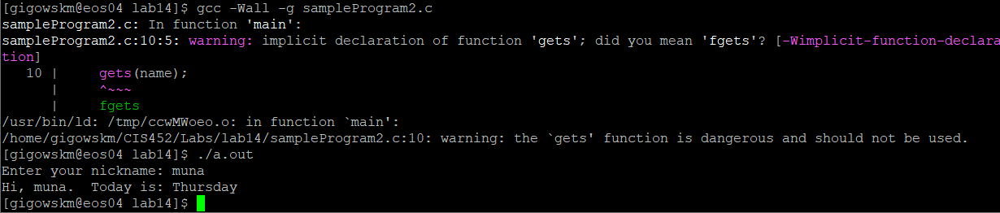 [gigowskm@eos04 lab14]$ gcc -Wall -g sampleProgram2.c
sampleProgram2.c: In function 'main':
sampleProgram2.c:10:5: warning: implicit declaration of function 'gets'; did you mean 'fgets'? [-Wimplicit-function-declara
tion]
   10 |     gets(name);
      |     ^~~~
      |     fgets
/usr/bin/ld: /tmp/ccwMWoeo.o: in function `main':
/home/gigowskm/CIS452/Labs/lab14/sampleProgram2.c:10: warning: the `gets' function is dangerous and should not be used.
[gigowskm@eos04 lab14]$ ./a.out
Enter your nickname: muna
Hi, muna.  Today is: Thursday
[gigowskm@eos04 lab14]$